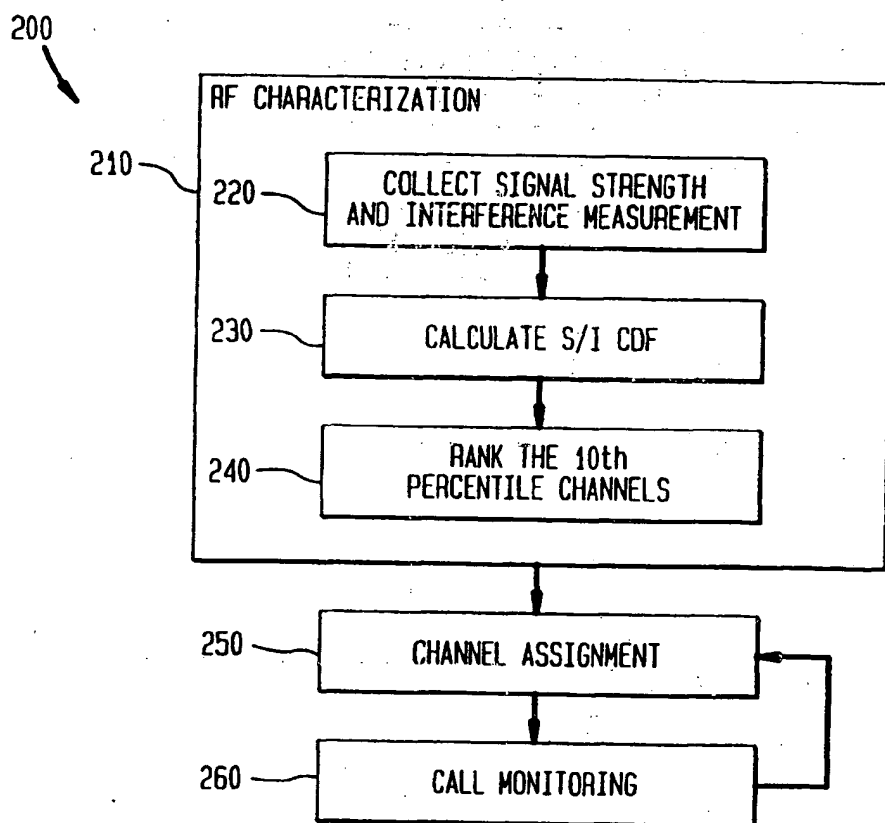 200
RF CHARACTERIZATION
210
220
COLLECT SIGNAL STRENGTH
AND INTERFERENCE MEASUREMENT
230
CALCULATE S/I CDF
240
RANK THE 10th
PERCENTILE CHANNELS
250
CHANNEL ASSIGNMENT
260
CALL MONITORING